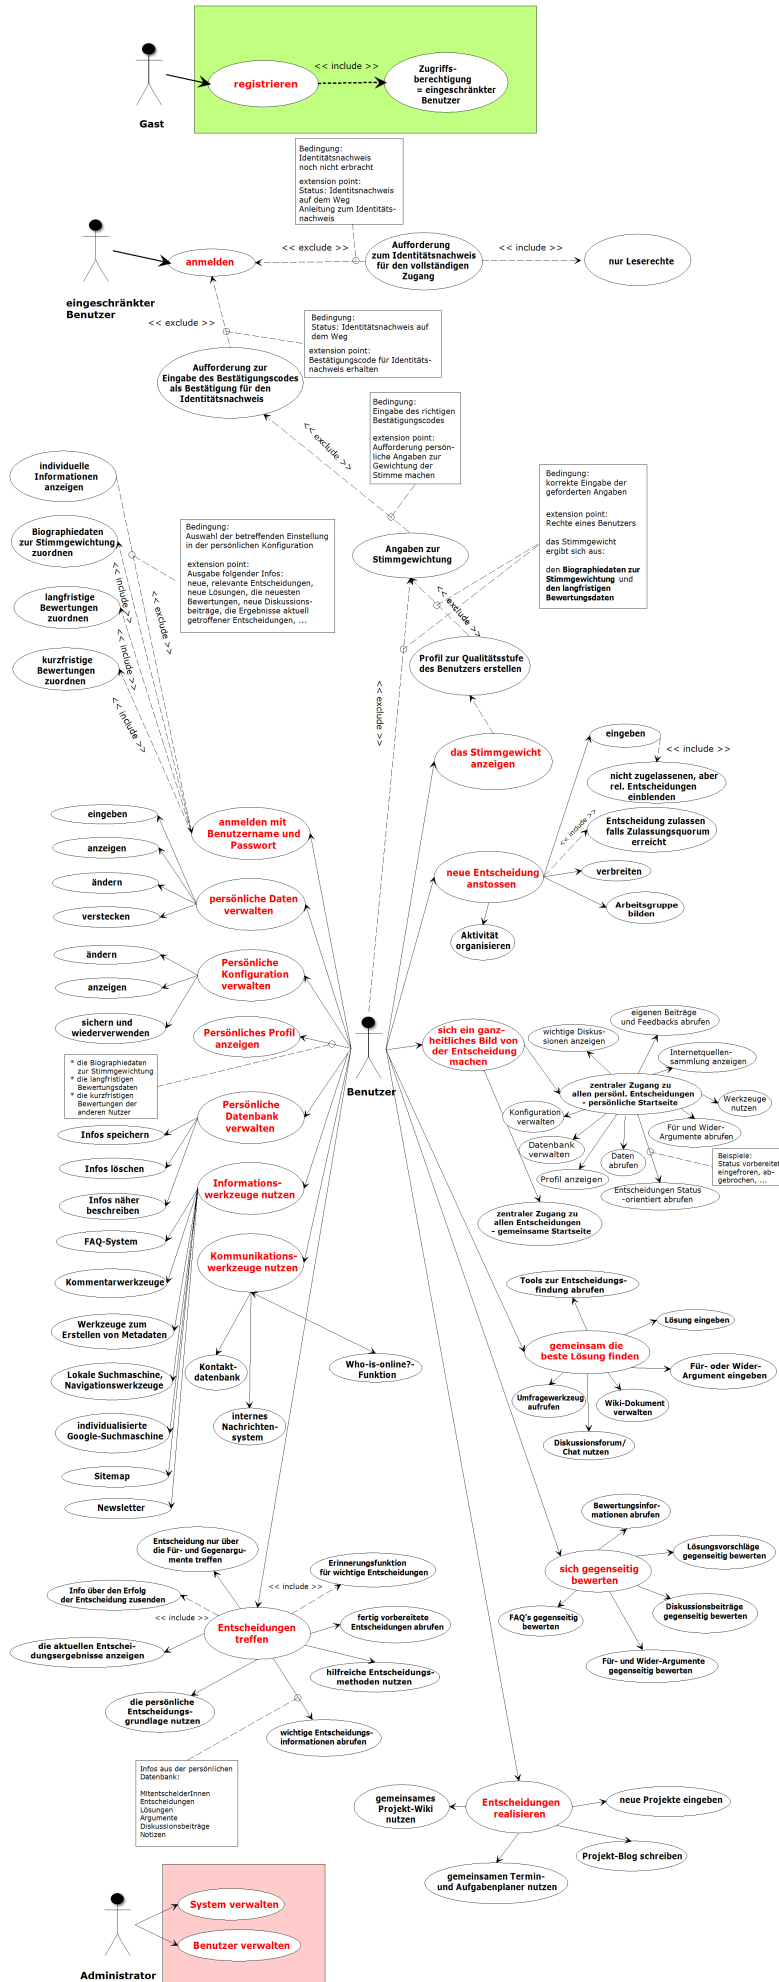 << include >>
registrieren
Zugriffs-
berechtigung
= eingeschränkter
Benutzer
Gast
Bedingung:
Identitätsnachweis
noch nicht erbracht
extension point:
Status: Identitsnachweis
auf dem Weg
Anleitung zum Identitäts-
nachweis
<< exclude >>
anmelden
Aufforderung
zum Identitätsnachweis
für den vollständigen
Zugang
<< include >>
nur Leserechte
eingeschränkter
Benutzer
<< exclude >>
Bedingung:
Status: Identitätsnachweis auf
dem Weg
extension point:
Bestätigungscode für Identitäts-
nachweis erhalten
Aufforderung zur
Eingabe des Bestätigungscodes
als Bestätigung für den
Identitätsnachweis
<< exclude >>
Bedingung:
Eingabe des richtigen
Bestätigungscodes
extension point:
Aufforderung persön-
liche Angaben zur
Gewichtung der
Stimme machen
Bedingung:
korrekte Eingabe der
geforderten Angaben
extension point:
Rechte eines Benutzers
das Stimmgewicht
ergibt sich aus:
den Biographiedaten zur
Stimmgewichtung und
den langfristigen
Bewertungsdaten
individuelle
Informationen
anzeigen
Biographiedaten
zur Stimmgewichtung
zuordnen
langfristige
Bewertungen
zuordnen
kurzfristige
Bewertungen
zuordnen
Bedingung:
Auswahl der betreffenden Einstellung
in der persönlichen Konfiguration
extension point:
Ausgabe folgender Infos:
neue, relevante Entscheidungen,
neue Lösungen, die neuesten
Bewertungen, neue Diskussions-
beiträge, die Ergebnisse aktuell
getroffener Entscheidungen, ...
<< include >>
<< exclude >>
<< include >>
<< include >>
Angaben zur
Stimmgewichtung
<< exclude >>
Profil zur Qualitätsstufe
des Benutzers erstellen
<< exclude >>
das Stimmgewicht
anzeigen
eingeben
<< include >>
nicht zugelassenen, aber
rel. Entscheidungen
einblenden
<< include >>
Entscheidung zulassen
falls Zulassungsquorum
erreicht
neue Entscheidung
anstossen
verbreiten
Arbeitsgruppe
bilden
Aktivität
organisieren
anmelden mit
Benutzername und
Passwort
eingeben
anzeigen
ändern
verstecken
persönliche Daten
verwalten
ändern
anzeigen
sichern und
wiederverwenden
Persönliche
Konfiguration
verwalten
Persönliches Profil
anzeigen
* die Biographiedaten
zur Stimmgewichtung
* die langfristigen
Bewertungsdaten
* die kurzfristigen
Bewertungen der
anderen Nutzer
Benutzer
sich ein ganz-
heitliches Bild von
der Entscheidung
machen
wichtige Diskus-
sionen anzeigen
eigenen Beiträge
und Feedbacks abrufen
Internetquellen-
sammlung anzeigen
zentraler Zugang zu
allen persönl. Entscheidungen
- persönliche Startseite
Werkzeuge
nutzen
Konfiguration
verwalten
Für und Wider-
Argumente abrufen
Datenbank
verwalten
Daten
abrufen
Profil anzeigen
Beispiele:
Status vorbereitet
eingefroren, ab-
gebrochen, ...
Entscheidungen Status
-orientiert abrufen
zentraler Zugang zu
allen Entscheidungen
- gemeinsame Startseite
Persönliche
Datenbank
verwalten
Infos speichern
Infos löschen
Infos näher
beschreiben
Informations-
werkzeuge nutzen
FAQ-System
Kommentarwerkzeuge
Werkzeuge zum
Erstellen von Metadaten
Lokale Suchmaschine,
Navigationswerkzeuge
individualisierte
Google-Suchmaschine
Sitemap
Newsletter
Kommunikations-
werkzeuge nutzen
Kontakt-
datenbank
Who-is-online?-
Funktion
internes
Nachrichten-
system
Tools zur Entscheidungs-
findung abrufen
Lösung eingeben
gemeinsam die
beste Lösung finden
Für- oder Wider-
Argument eingeben
Umfragewerkzeug
aufrufen
Wiki-Dokument
verwalten
Diskussionsforum/
Chat nutzen
Bewertungsinfor-
mationen abrufen
Lösungsvorschläge
gegenseitig bewerten
sich gegenseitig
bewerten
Diskussionsbeiträge
gegenseitig bewerten
FAQ's gegenseitig
bewerten
Für- und Wider-Argumente
gegenseitig bewerten
Entscheidung nur über
die Für- und Gegenargu-
mente treffen
Erinnerungsfunktion
für wichtige Entscheidungen
<< include >>
Info über den Erfolg
der Entscheidung zusenden
<< include >>
Entscheidungen
treffen
fertig vorbereitete
Entscheidungen abrufen
die aktuellen Entschei-
dungsergebnisse anzeigen
hilfreiche Entscheidungs-
methoden nutzen
die persönliche
Entscheidungs-
grundlage nutzen
wichtige Entscheidungs-
informationen abrufen
Infos aus der persönlichen
Datenbank:
MitentscheiderInnen
Entscheidungen
Lösungen
Argumente
Diskussionsbeiträge
Notizen
gemeinsames
Projekt-Wiki
nutzen
Entscheidungen
realisieren
neue Projekte eingeben
Projekt-Blog schreiben
gemeinsamen Termin-
und Aufgabenplaner nutzen
System verwalten
Benutzer verwalten
Administrator